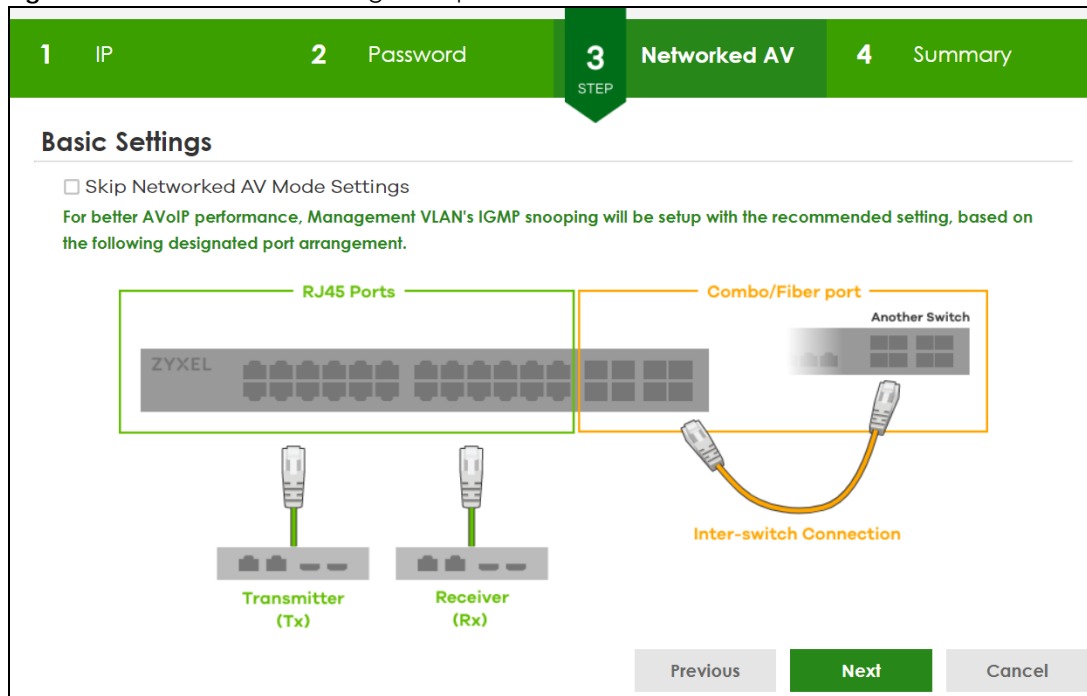 1 IP 2 Password 3 STEP Networked AV 4 Summary
Basic Settings
Skip Networked AV Mode Settings
For better AVoIP performance, Management VLAN's IGMP snooping will be setup with the recommended setting, based on
the following designated port arrangement.
RJ45 Ports
Combo/Fiber port
Another Switch
ZYXEL
Inter-switch Connection
Transmitter
(Tx)
Receiver
(Rx)
Previous Next Cancel